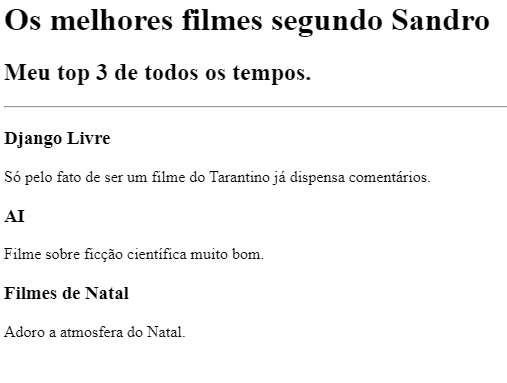 Os melhores filmes segundo Sandro
Meu top 3 de todos os tempos.
Django Livre
Só pelo fato de ser um filme do Tarantino já dispensa comentários.
AI
Filme sobre ficção científica muito bom.
Filmes de Natal
Adoro a atmosfera do Natal.